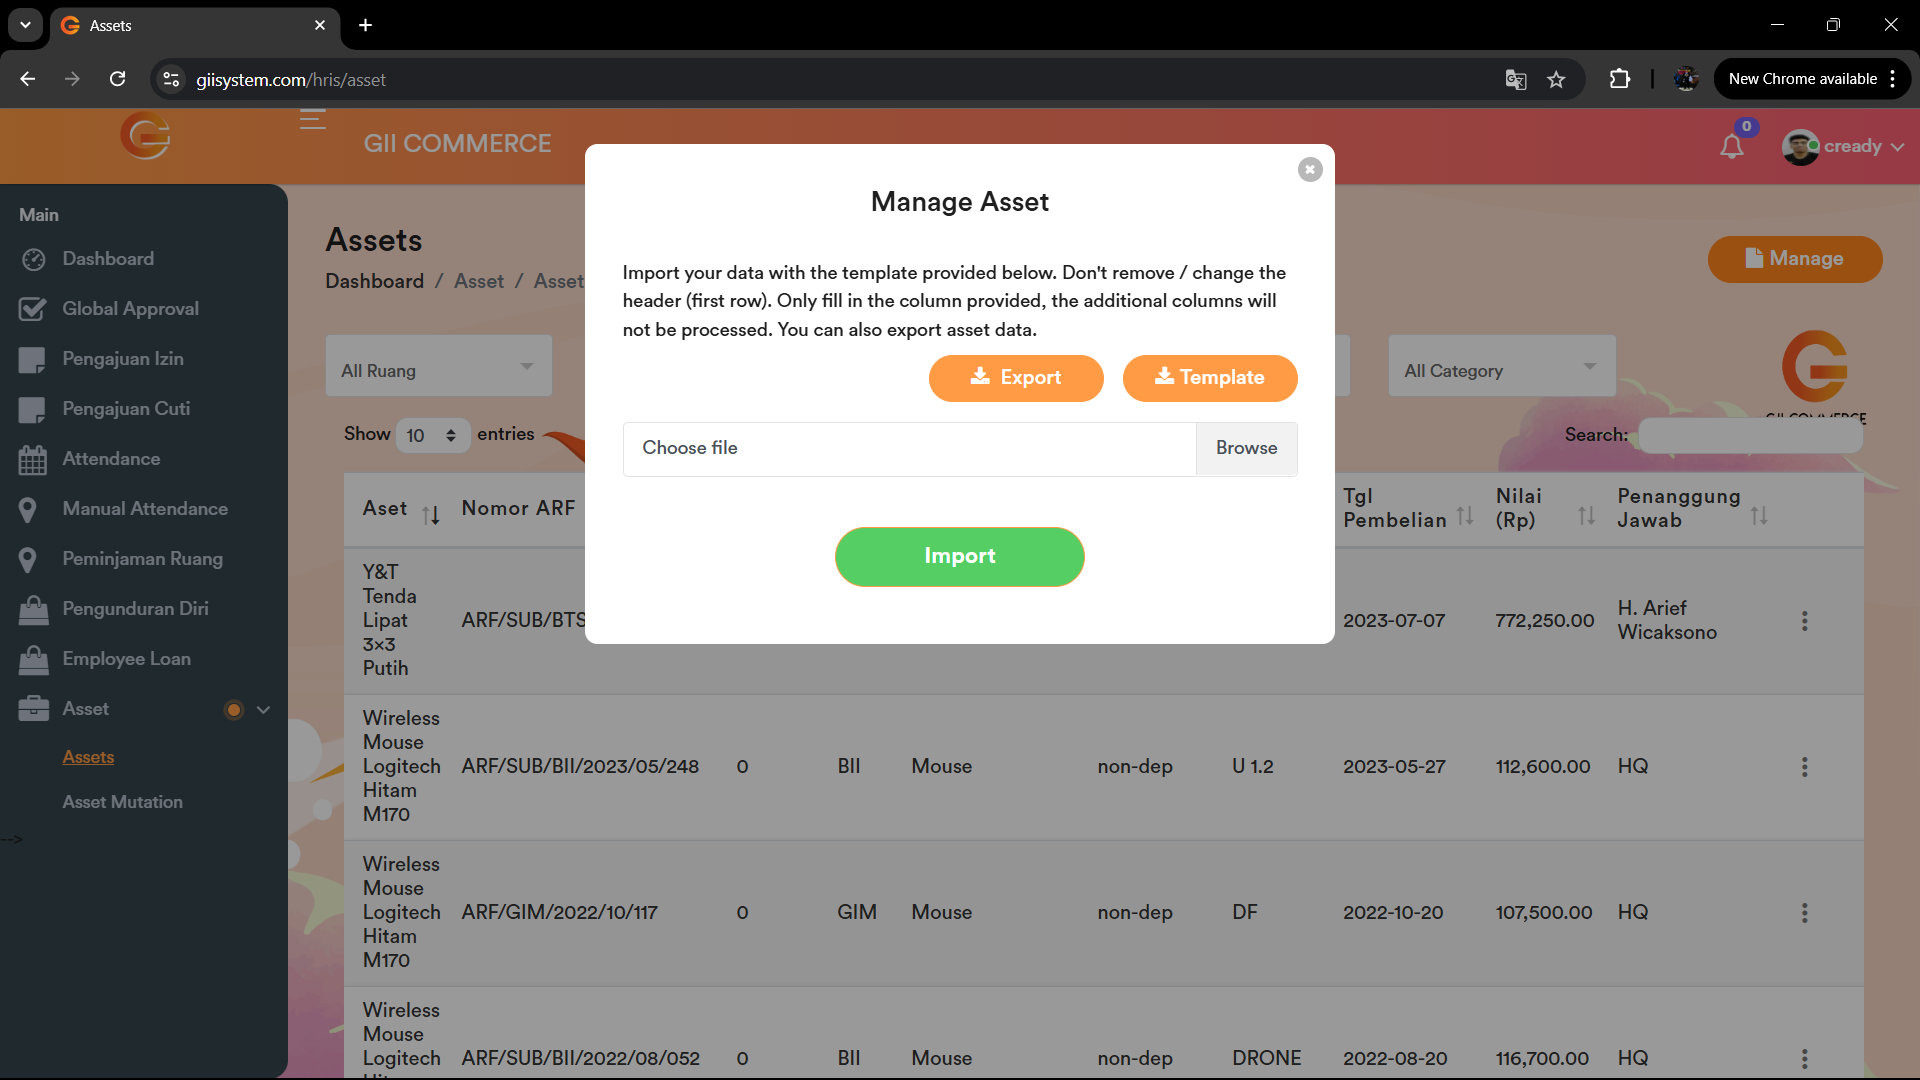 Assets
giisystem.com/hris/asset
New Chrome available
GII COMMERCE
0
cready
Main
Dashboard
Global Approval
Pengajuan Izin
Pengajuan Cuti
Attendance
Manual Attendance
Peminjaman Ruang
Pengunduran Diri
Employee Loan
Asset
Assets
Asset Mutation
-->
Assets
Dashboard / Asset / Asset
Manage
All Ruang
All Category
Show 10 entries
Search:
Manage Asset
Import your data with the template provided below. Don't remove / change the
header (first row). Only fill in the column provided, the additional columns will
not be processed. You can also export asset data.
Export
Template
Choose file
Browse
Import
Aset
Nomor ARF
Tgl
Pembelian
Nilai
(Rp)
Penanggung
Jawab
Y&T
Tenda
Lipat
3x3
Putih
ARF/SUB/BTS
2023-07-07
772,250.00
H. Arief
Wicaksono
Wireless
Mouse
Logitech
Hitam
M170
ARF/SUB/BII/2023/05/248
0
BII
Mouse
non-dep
U 1.2
2023-05-27
112,600.00
HQ
Wireless
Mouse
Logitech
Hitam
M170
ARF/GIM/2022/10/117
0
GIM
Mouse
non-dep
DF
2022-10-20
107,500.00
HQ
Wireless
Mouse
Logitech
ARF/SUB/BII/2022/08/052
0
BII
Mouse
non-dep
DRONE
2022-08-20
116,700.00
HQ